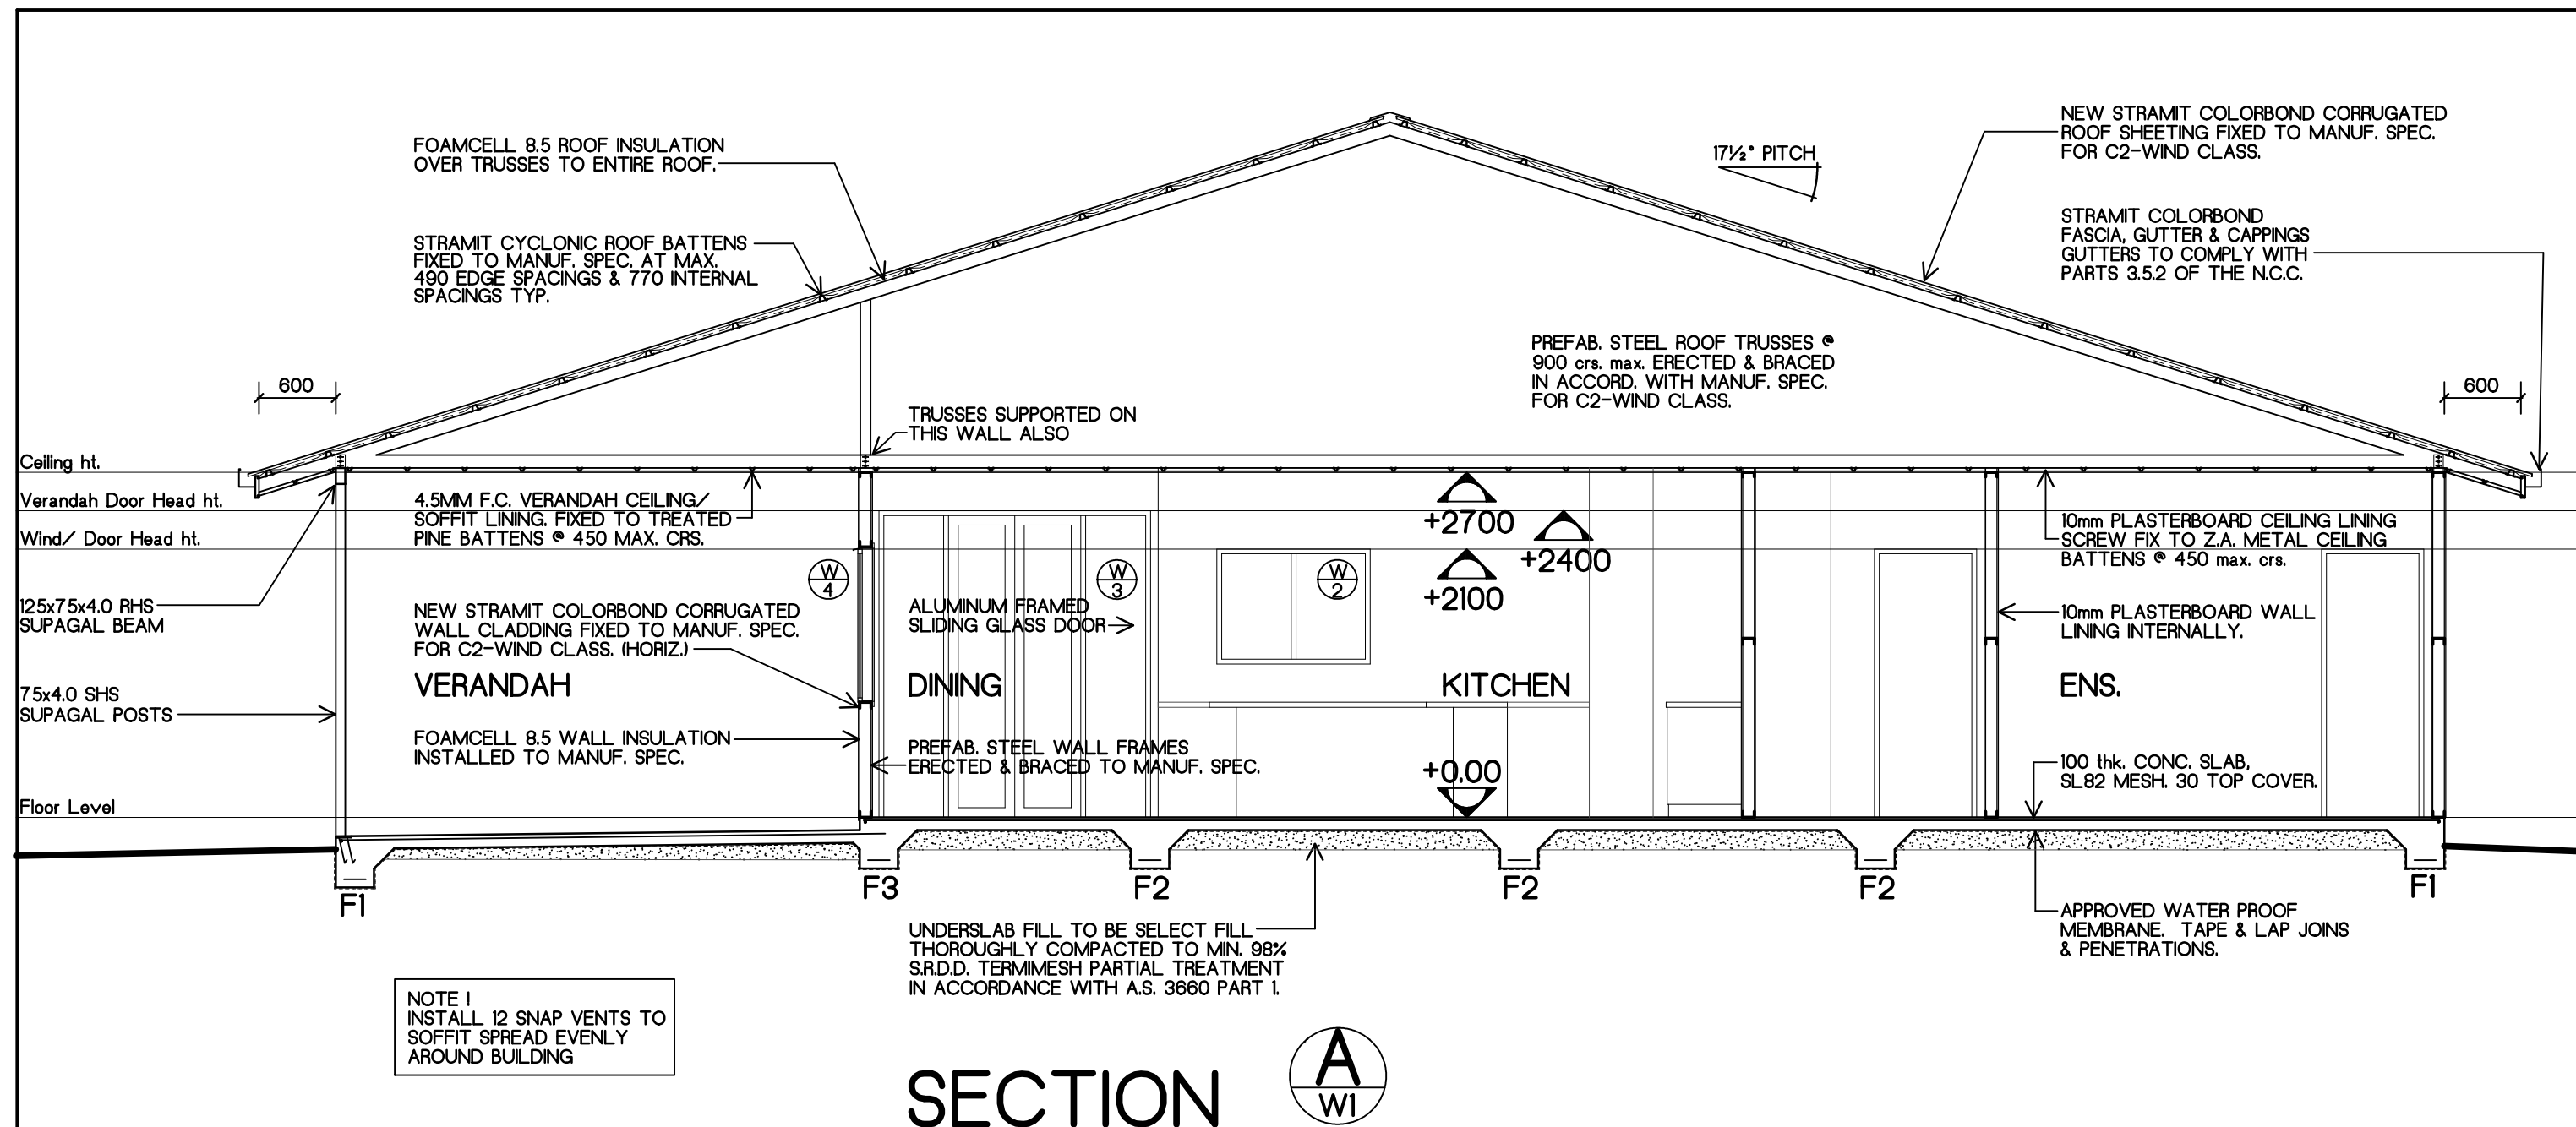 FOAMCELL 8.5 ROOF INSULATION
OVER TRUSSES TO ENTIRE ROOF.
STRAMIT CYCLONIC ROOF BATTENS
FIXED TO MANUF. SPEC. AT MAX.
490 EDGE SPACINGS & 770 INTERNAL
SPACINGS TYP.
17½° PITCH
NEW STRAMIT COLORBOND CORRUGATED
ROOF SHEETING FIXED TO MANUF. SPEC.
FOR C2-WIND CLASS.
STRAMIT COLORBOND
FASCIA, GUTTER & CAPPINGS
GUTTERS TO COMPLY WITH
PARTS 3.5.2 OF THE N.C.C.
PREFAB. STEEL ROOF TRUSSES @
900 crs. max. ERECTED & BRACED
IN ACCORD. WITH MANUF. SPEC.
FOR C2-WIND CLASS.
600
600
TRUSSES SUPPORTED ON
THIS WALL ALSO
Ceiling ht.
Verandah Door Head ht.
Wind/ Door Head ht.
125x75x4.0 RHS
SUPAGAL BEAM
75x4.0 SHS
SUPAGAL POSTS
Floor Level
4.5MM F.C. VERANDAH CEILING/
SOFFIT LINING. FIXED TO TREATED
PINE BATTENS @ 450 MAX. CRS.
NEW STRAMIT COLORBOND CORRUGATED
WALL CLADDING FIXED TO MANUF. SPEC.
FOR C2-WIND CLASS. (HORIZ.)
VERANDAH
FOAMCELL 8.5 WALL INSULATION
INSTALLED TO MANUF. SPEC.
W
4
W
3
W
2
ALUMINUM FRAMED
SLIDING GLASS DOOR
DINING
PREFAB. STEEL WALL FRAMES
ERECTED & BRACED TO MANUF. SPEC.
+2700
+2400
+2100
KITCHEN
+0.00
10mm PLASTERBOARD CEILING LINING
SCREW FIX TO Z.A. METAL CEILING
BATTENS @ 450 max. crs.
10mm PLASTERBOARD WALL
LINING INTERNALLY.
ENS.
100 thk. CONC. SLAB,
SL82 MESH. 30 TOP COVER.
F1
F3
F2
F2
F2
F1
UNDERSLAB FILL TO BE SELECT FILL
THOROUGHLY COMPACTED TO MIN. 98%
S.R.D.D. TERMIMESH PARTIAL TREATMENT
IN ACCORDANCE WITH A.S. 3660 PART 1.
APPROVED WATER PROOF
MEMBRANE. TAPE & LAP JOINS
& PENETRATIONS.
NOTE 1
INSTALL 12 SNAP VENTS TO
SOFFIT SPREAD EVENLY
AROUND BUILDING
SECTION
A
W1